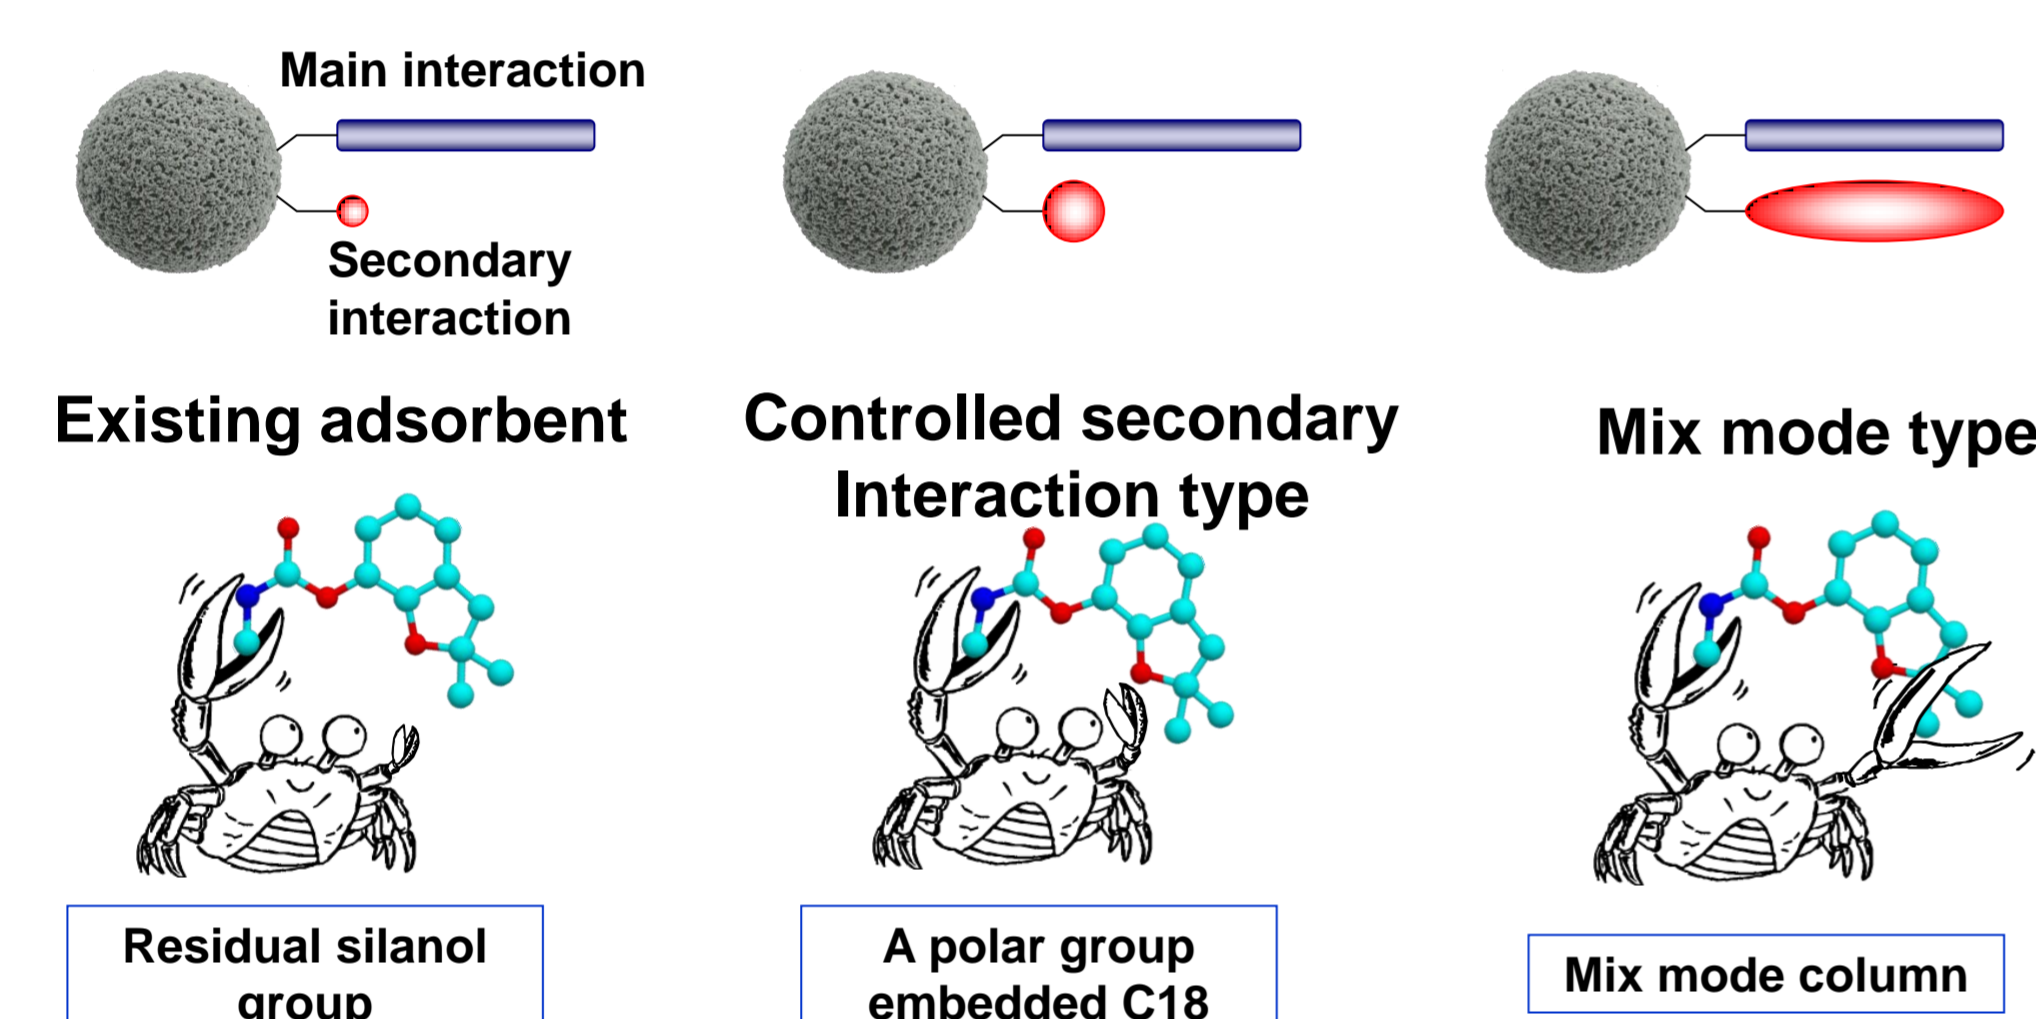 Main interaction
Secondary
interaction
Existing adsorbent
Controlled secondary
Interaction type
Mix mode type
Residual silanol
group
A polar group
embedded C18
Mix mode column